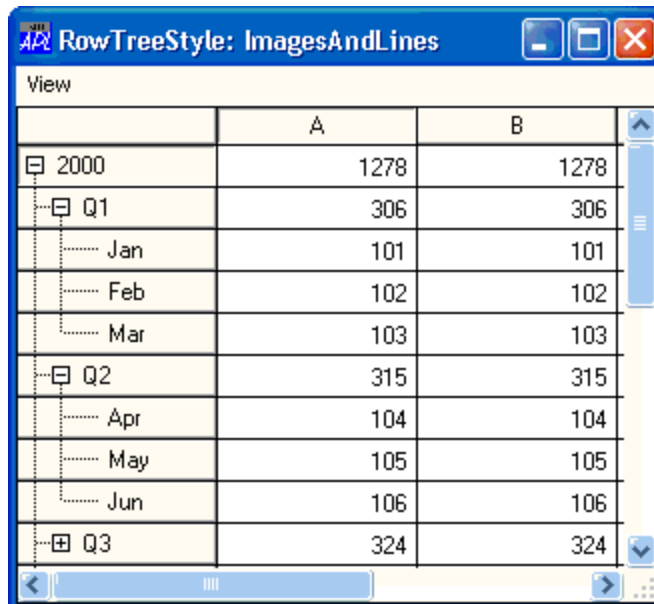 APL RowTreeStyle: ImagesAndLines
View
A B
2000 1278 1278
Q1 306 306
Jan 101 101
Feb 102 102
Mar 103 103
Q2 315 315
Apr 104 104
May 105 105
Jun 106 106
Q3 324 324